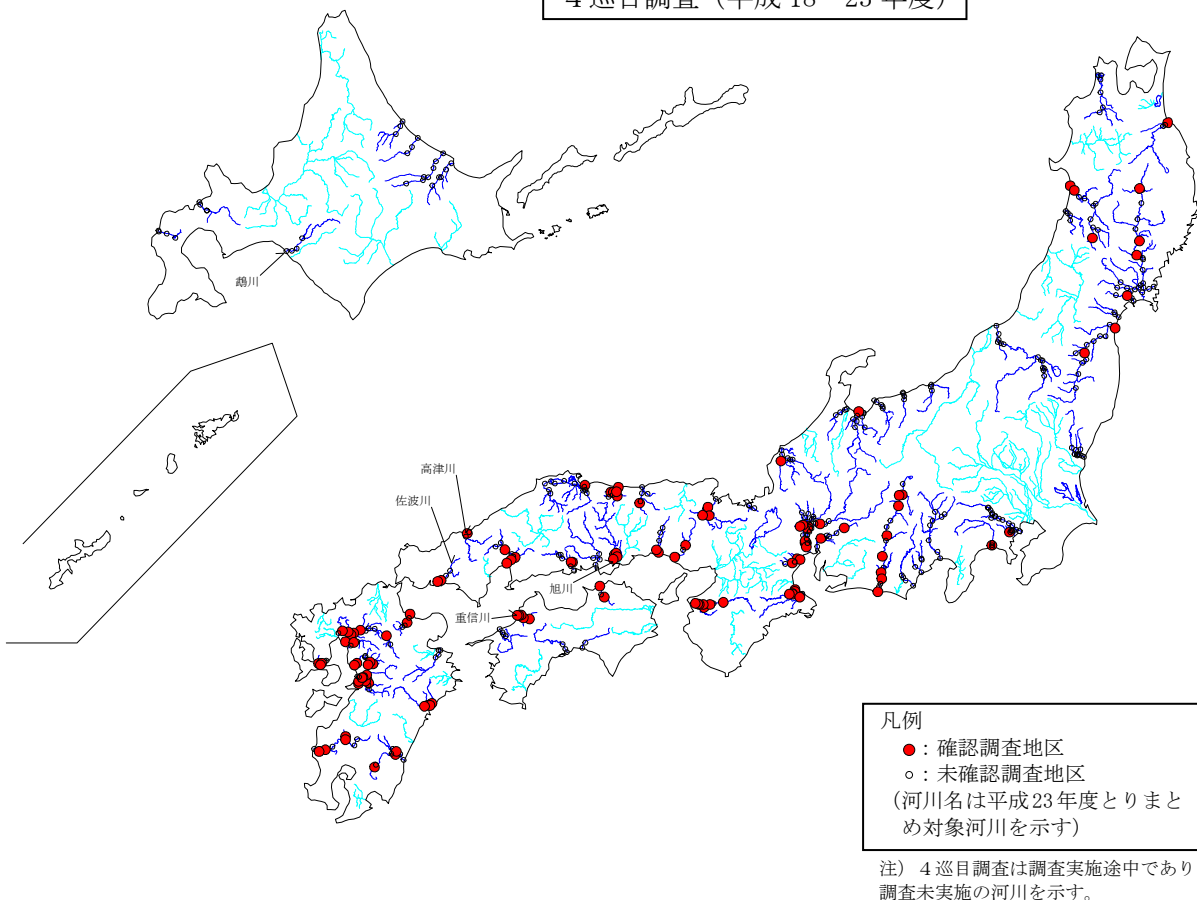 ４巡目調査（平成 18 23 年度）
鵡川
高津川
佐波川
旭川
重信川
凡例
：確認調査地区
：未確認調査地区
（河川名は平成23年度とりまと
め対象河川を示す）
注）４巡目調査は調査実施途中であり
調査未実施の河川を示す。